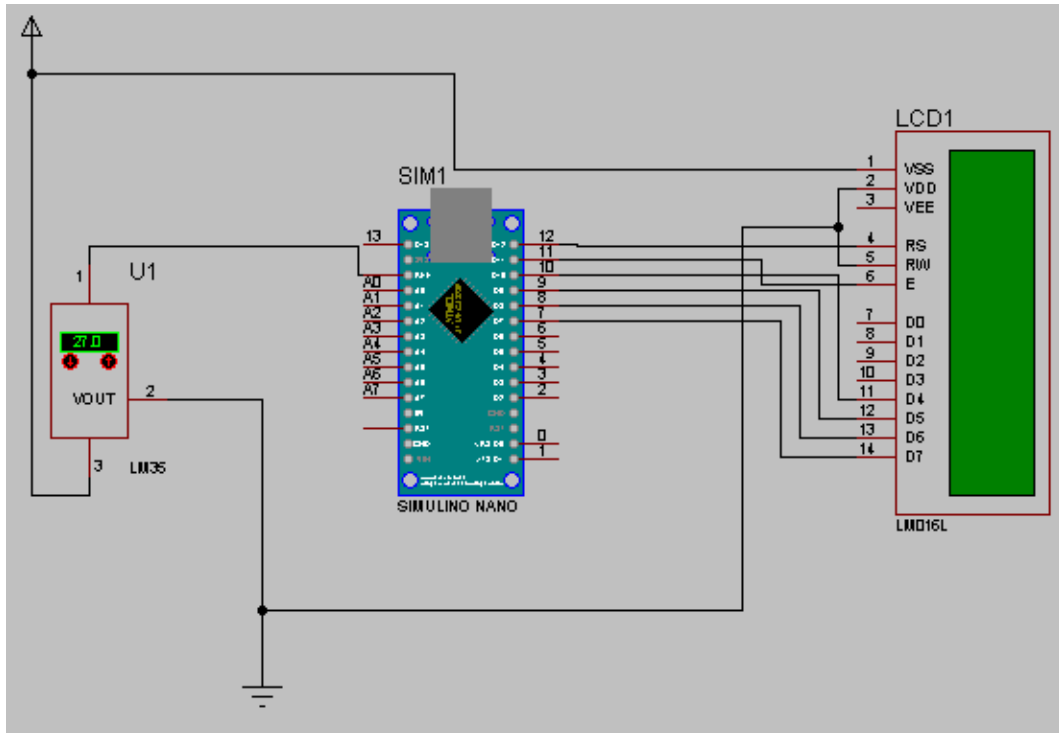 LCD1
1 VSS
2 VDD
3 VEE
4 RS
5 RW
6 E
7 D0
8 D1
9 D2
10 D3
11 D4
12 D5
13 D6
14 D7
LM016L
SIM1
13
12
11
10
9
8
7
6
5
4
3
2
0
1
A0
A1
A2
A3
A4
A5
A6
A7
SIMULINO NANO
U1
1
27.0
VOUT
2
3
LM35